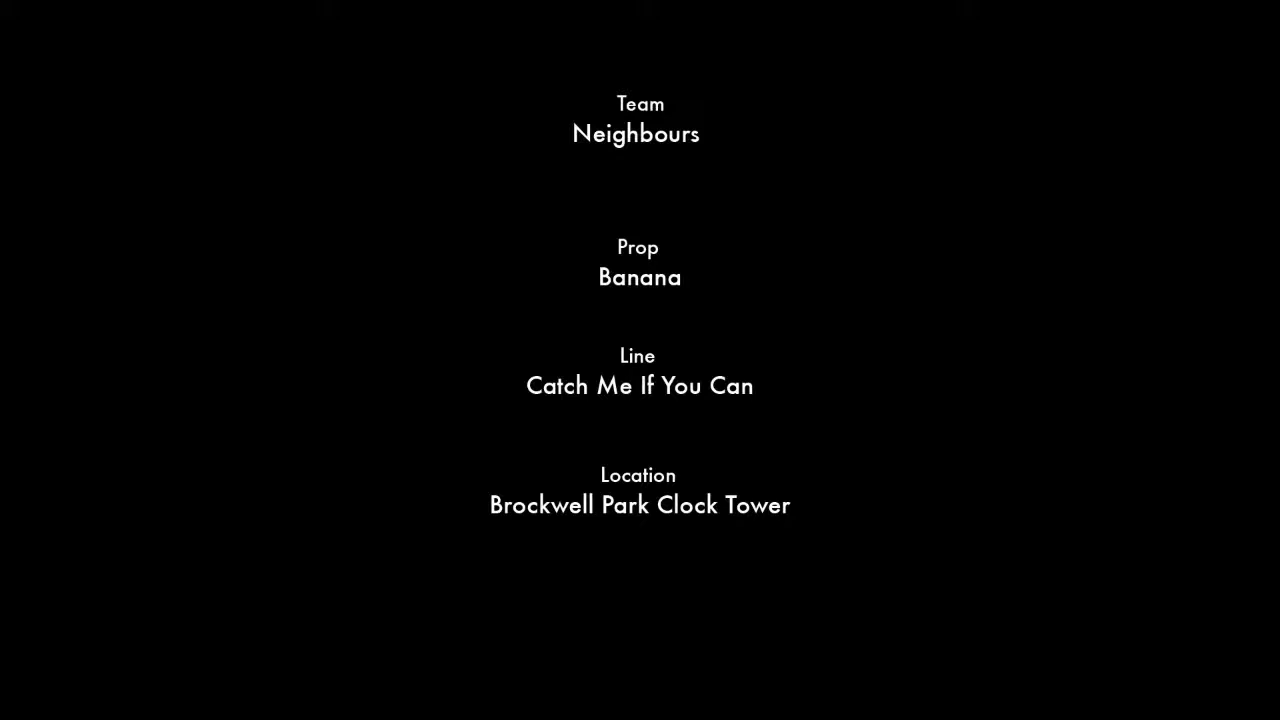 Team
Neighbours
Prop
Banana
Line
Catch Me If You Can
Location
Brockwell Park Clock Tower